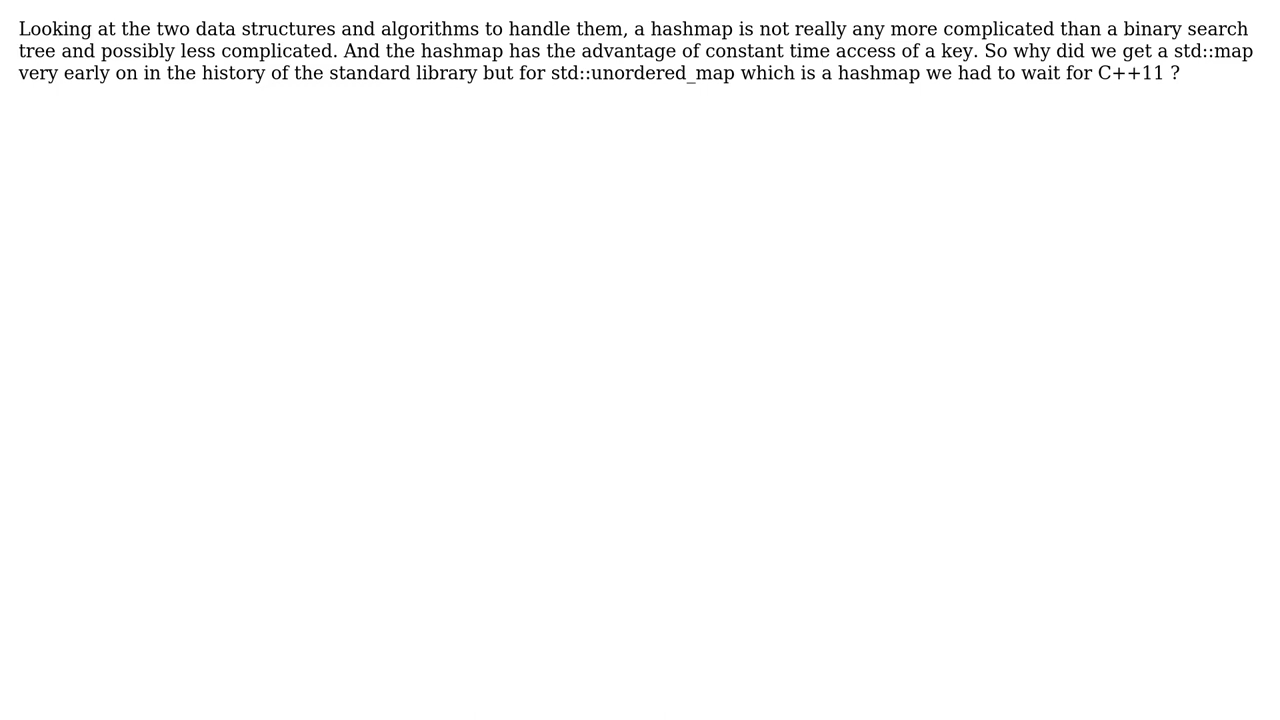 Looking at the two data structures and algorithms to handle them, a hashmap is not really any more complicated than a binary search
tree and possibly less complicated. And the hashmap has the advantage of constant time access of a key. So why did we get a std::map
very early on in the history of the standard library but for std::unordered_map which is a hashmap we had to wait for C++11 ?